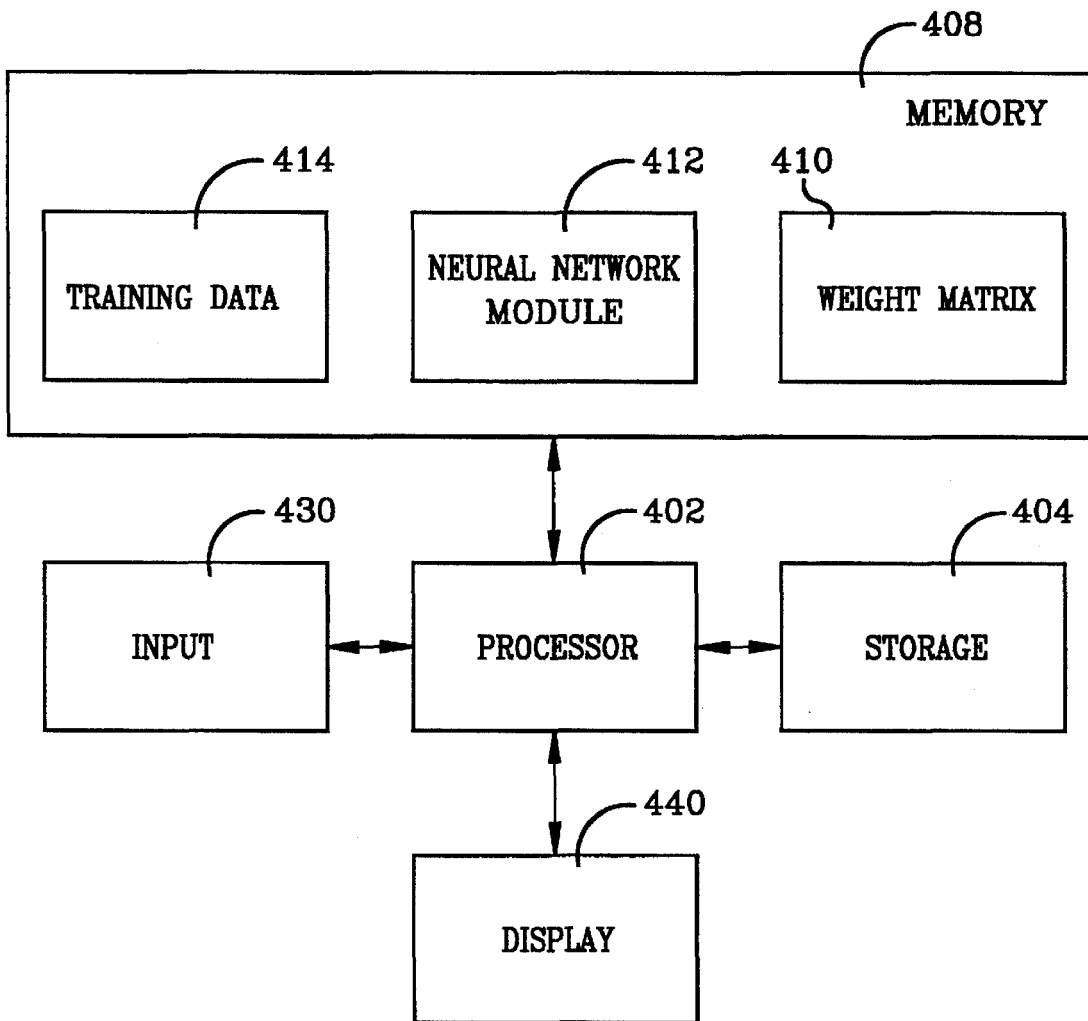 408
MEMORY
414
412
410
TRAINING DATA
NEURAL NETWORK
MODULE
WEIGHT MATRIX
430
402
404
INPUT
PROCESSOR
STORAGE
440
DISPLAY